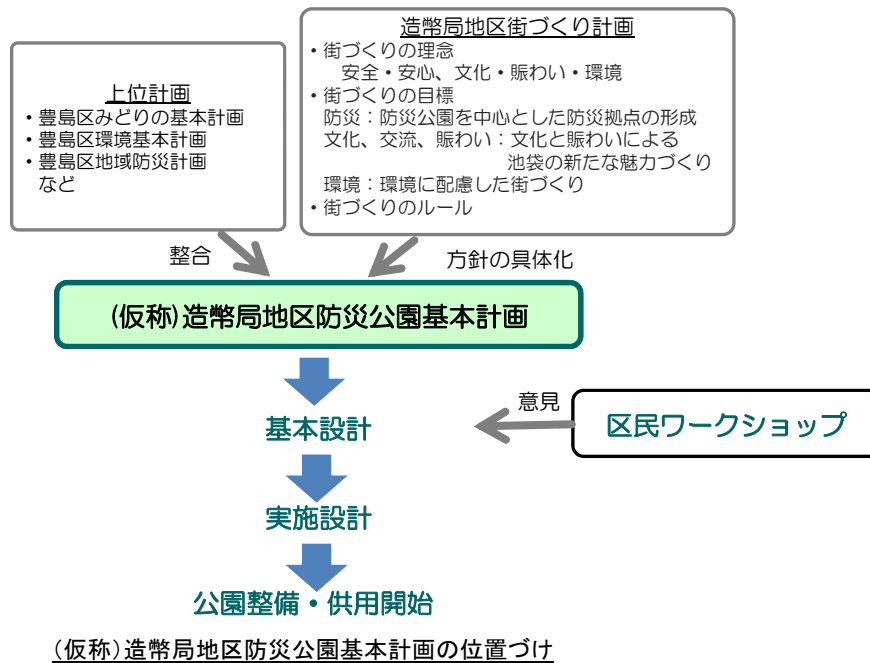 上位計画
・豊島区みどりの基本計画
・豊島区環境基本計画
・豊島区地域防災計画
など
造幣局地区街づくり計画
・街づくりの理念
安全・安心、文化・賑わい・環境
・街づくりの目標
防災：防災公園を中心とした防災拠点の形成
文化、交流、賑わい：文化と賑わいによる
池袋の新たな魅力づくり
環境：環境に配慮した街づくり
・街づくりのルール
整合
方針の具体化
(仮称)造幣局地区防災公園基本計画
基本設計
意見
区民ワークショップ
実施設計
公園整備・供用開始
(仮称)造幣局地区防災公園基本計画の位置づけ